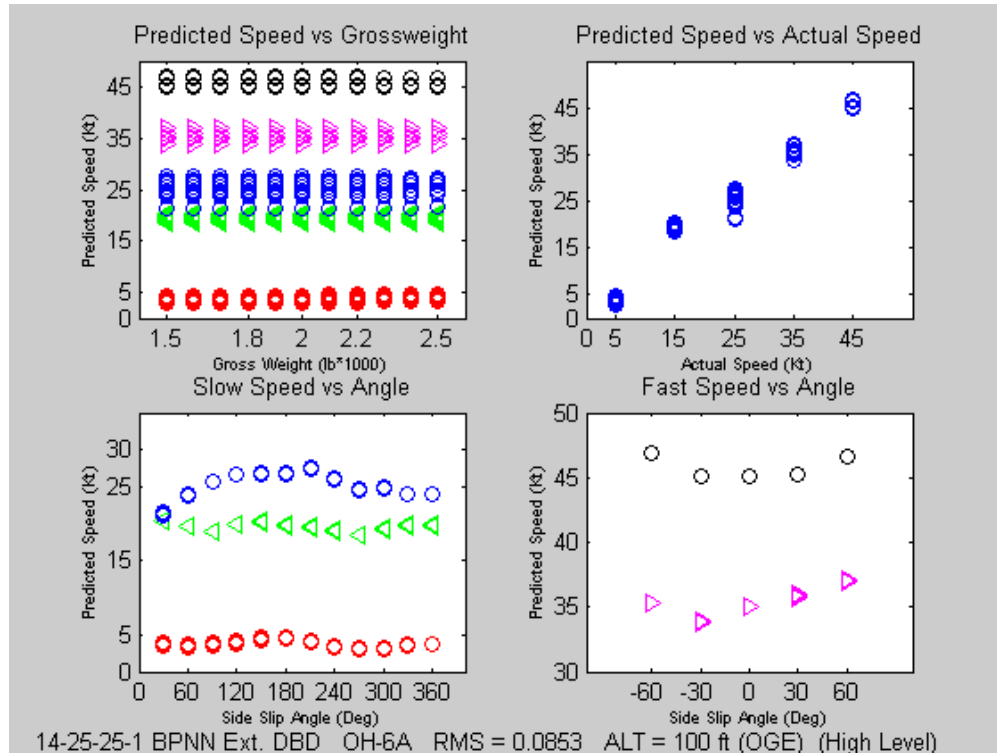 Predicted Speed vs Grossweight
Predicted Speed (Kt)
45
35
25
15
5
0
1.5 1.8 2 2.2 2.5
Gross Weight (lb*1000)
Predicted Speed vs Actual Speed
Predicted Speed (Kt)
45
35
25
15
5
0
0 5 15 25 35 45
Actual Speed (Kt)
Slow Speed vs Angle
Predicted Speed (Kt)
30
25
15
5
0
0 60 120 180 240 300 360
Side Slip Angle (Deg)
Fast Speed vs Angle
Predicted Speed (Kt)
50
45
40
35
30
-60 -30 0 30 60
Side Slip Angle (Deg)
14-25-25-1 BPNN Ext. DBD OH-6A RMS = 0.0853 ALT = 100 ft (OGE) (High Level)